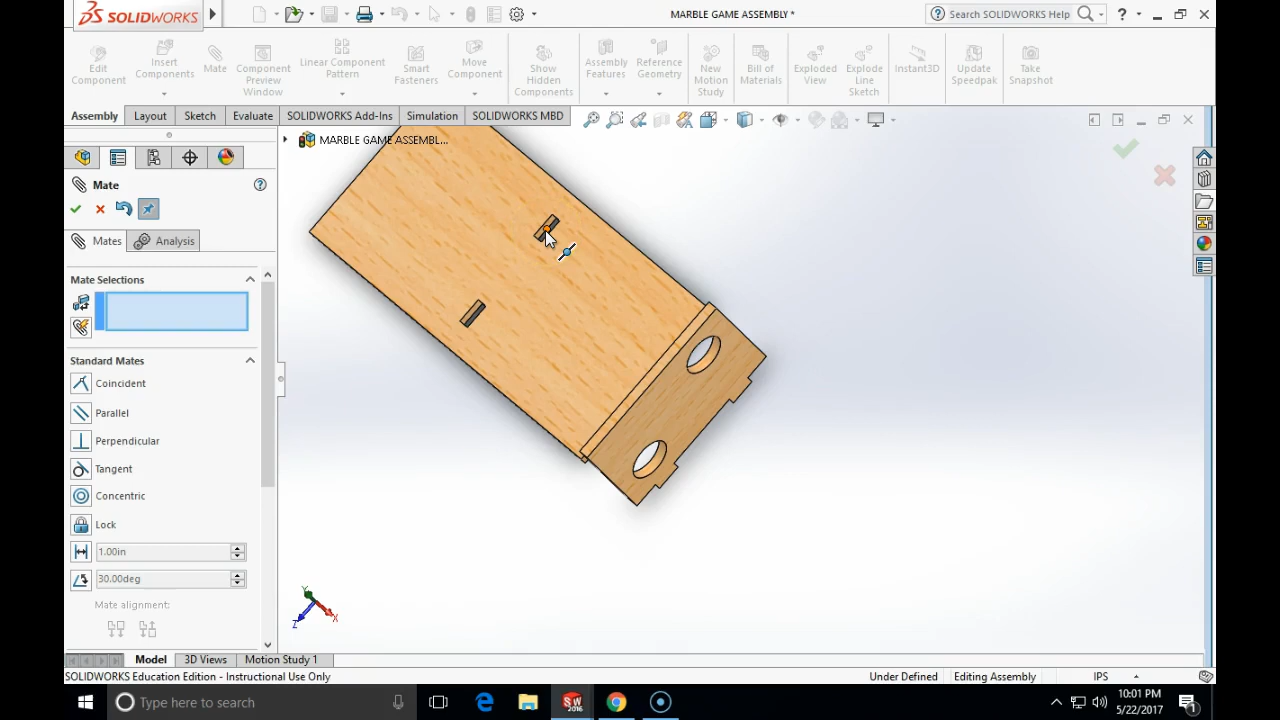 SOLIDWORKS
MARBLE GAME ASSEMBLY *
Search SOLIDWORKS Help
?
Edit Component
Insert Components
Mate
Component Preview Window
Linear Component Pattern
Smart Fasteners
Move Component
Show Hidden Components
Assembly Features
Reference Geometry
New Motion Study
Bill of Materials
Exploded View
Explode Line Sketch
Instant3D
Update Speedpak
Take Snapshot
Assembly
Layout
Sketch
Evaluate
SOLIDWORKS Add-Ins
Simulation
SOLIDWORKS MBD
MARBLE GAME ASSEMBL...
Mate
?
Mates
Analysis
Mate Selections
Standard Mates
Coincident
Parallel
Perpendicular
Tangent
Concentric
Lock
1.00in
30.00deg
Mate alignment:
Y
X
Z
Model
3D Views
Motion Study 1
SOLIDWORKS Education Edition - Instructional Use Only
Under Defined
Editing Assembly
IPS
Type here to search
SW
2016
10:01 PM
5/22/2017
1